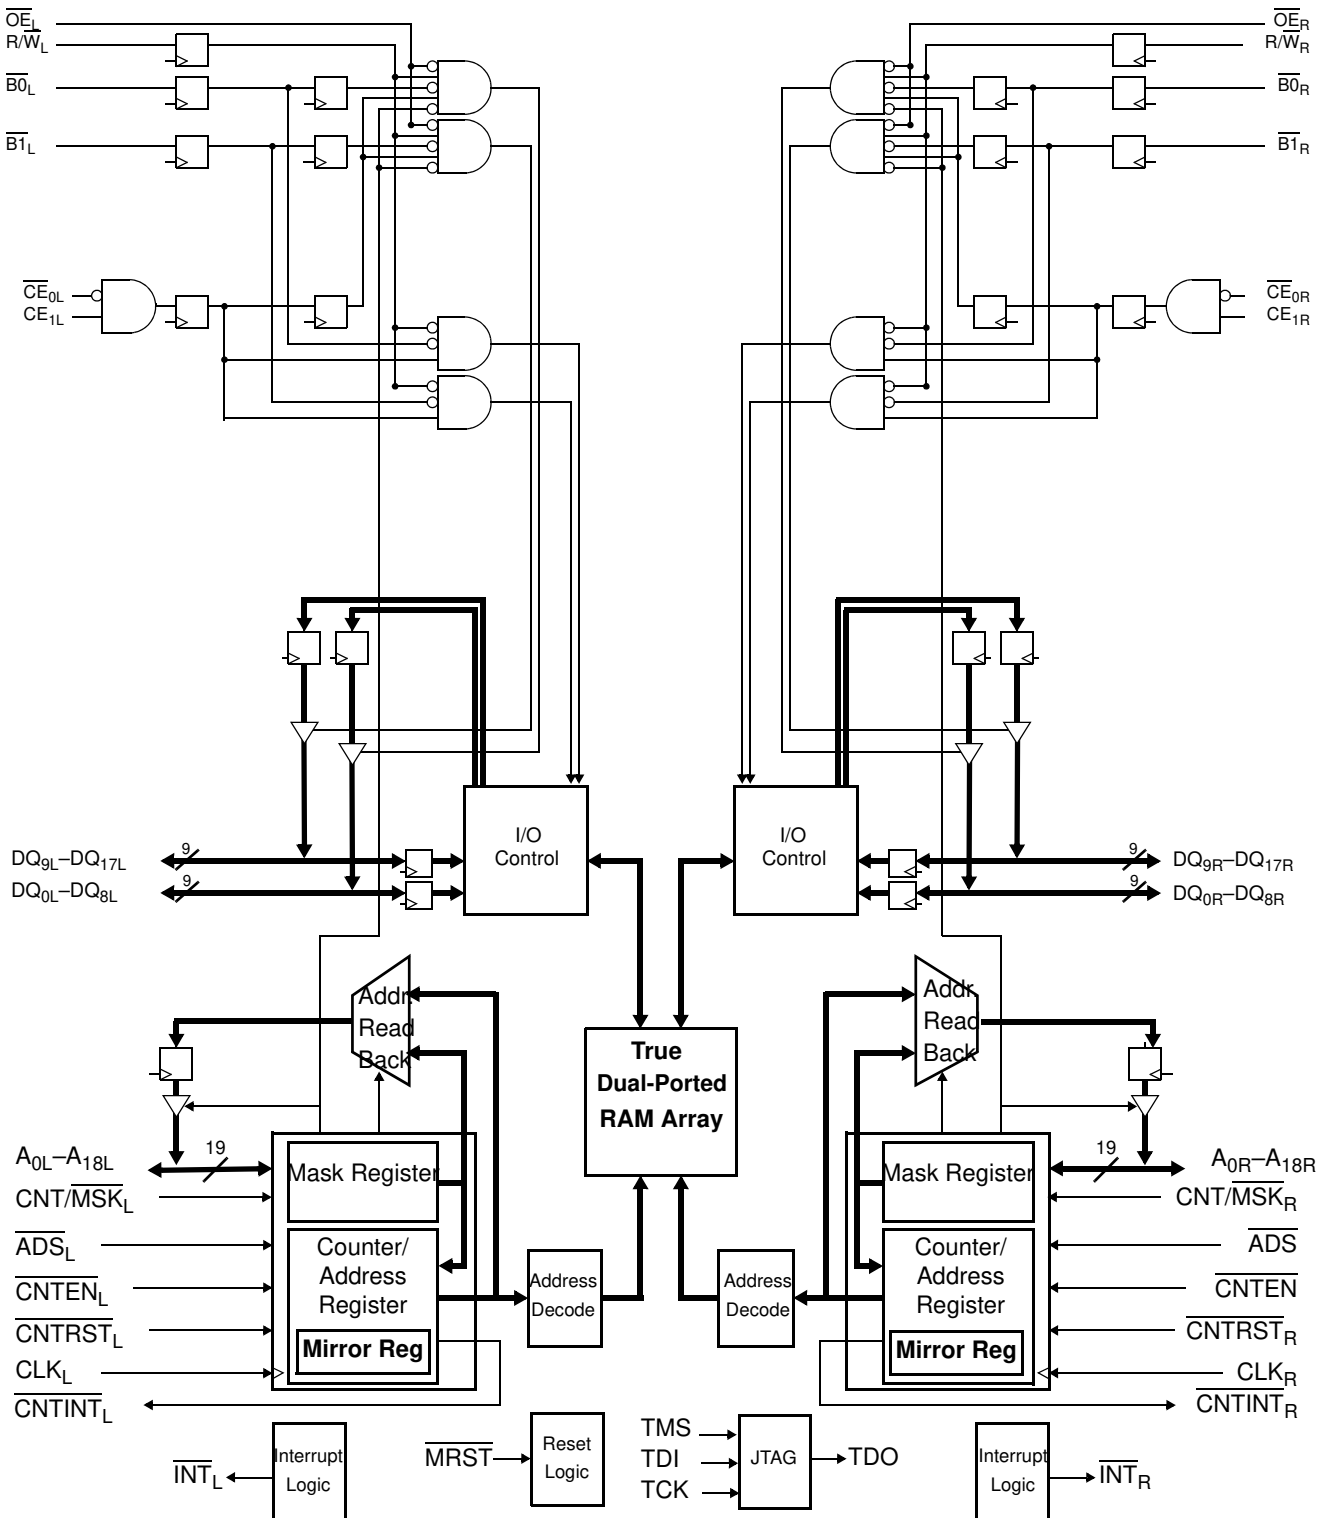 OE_L OE_R
R/W_L R/W_R
B0_L B0_R
B1_L B1_R
CE_0L CE_0R
CE_1L CE_1R
I/O Control
I/O Control
DQ_9L–DQ_17L 9 9 DQ_9R–DQ_17R
DQ_0L–DQ_8L 9 9 DQ_0R–DQ_8R
Addr.
Read
Back
Addr.
Read
Back
True
Dual-Ported
RAM Array
A_0L–A_18L 19 19 A_0R–A_18R
Mask Register
Mask Register
CNT/MSK_L CNT/MSK_R
ADS_L ADS
CNTEN_L CNTEN
CNTRST_L CNTRST_R
CLK_L CLK_R
CNTINT_L CNTINT_R
Counter/
Address
Register
Mirror Reg
Address
Decode
Address
Decode
Counter/
Address
Register
Mirror Reg
INT_L
Interrupt
Logic
MRST
Reset
Logic
TMS
TDI
TCK
JTAG
TDO
Interrupt
Logic
INT_R